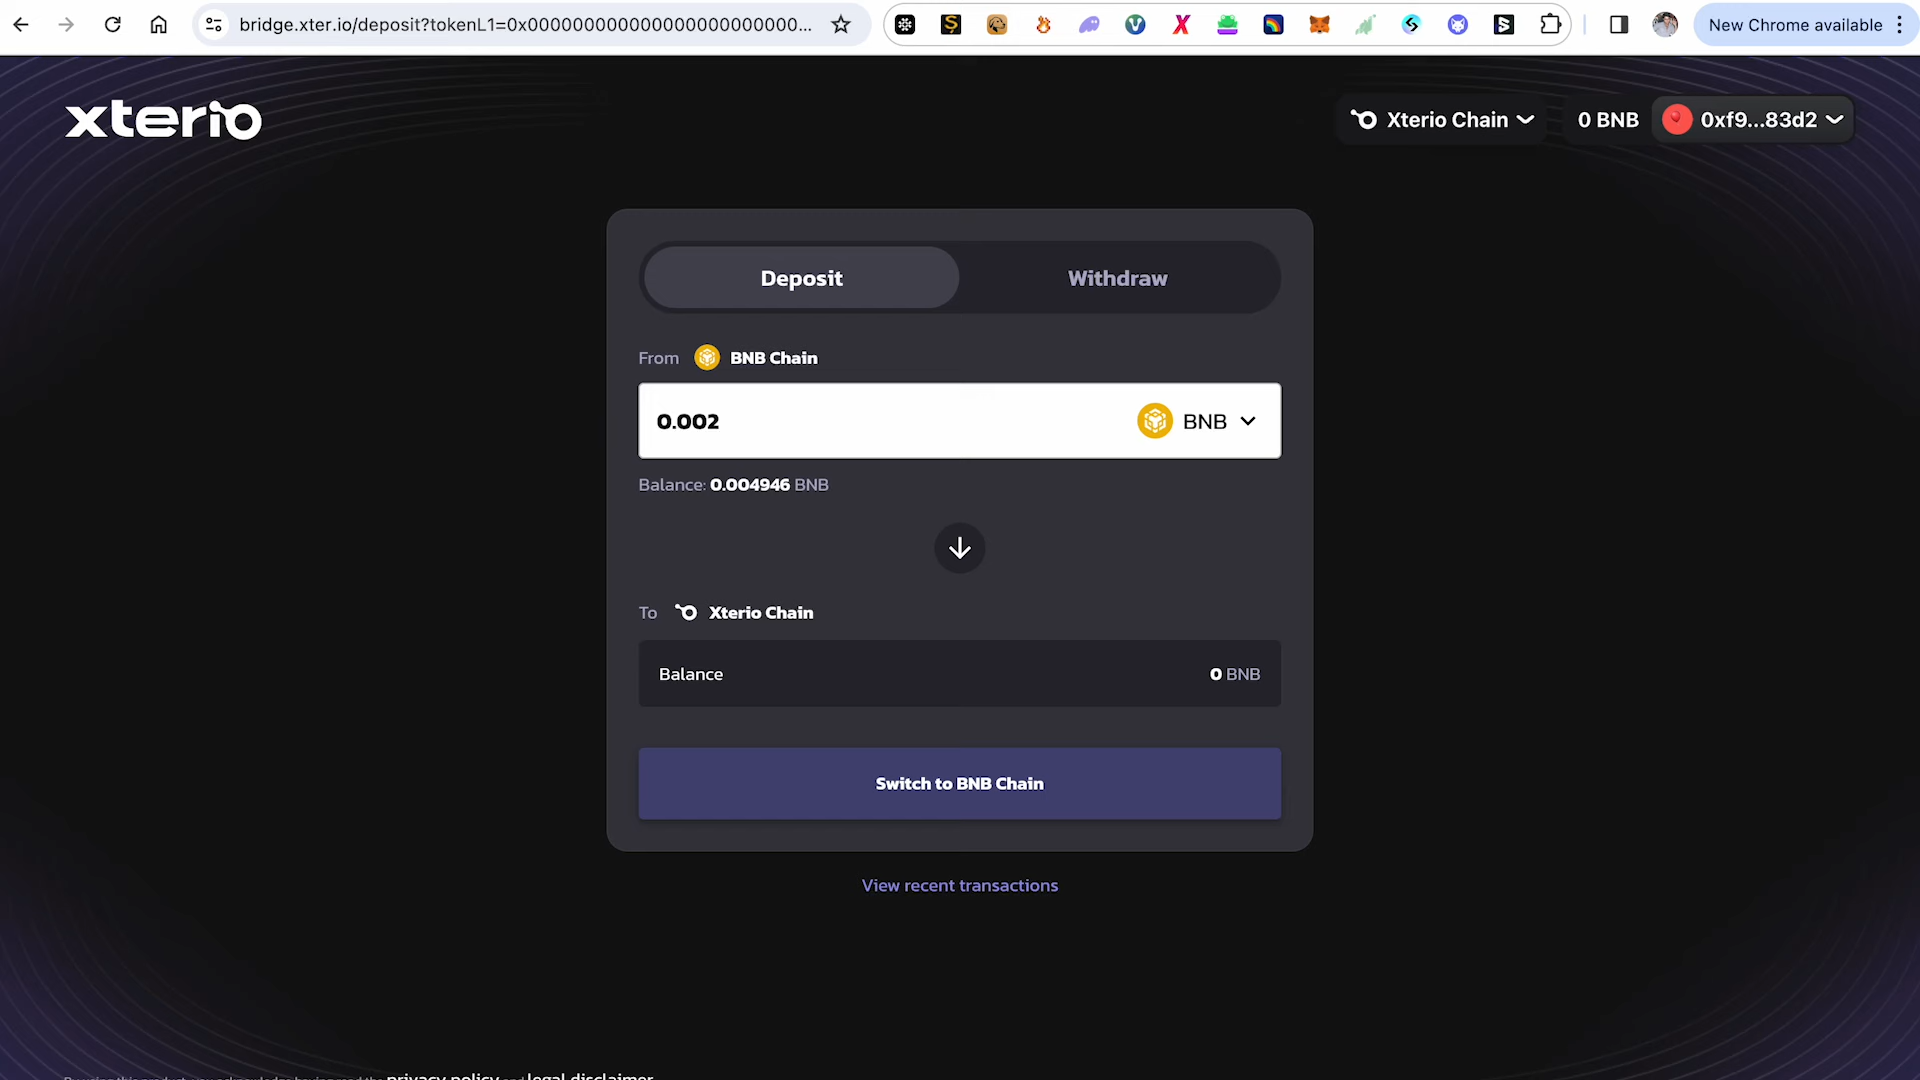 bridge.xter.io/deposit?tokenL1=0x0000000000000000000000000...
New Chrome available
xterio
Xterio Chain
0 BNB
0xf9...83d2
Deposit
Withdraw
From BNB Chain
0.002
BNB
Balance: 0.004946 BNB
To Xterio Chain
Balance
0 BNB
Switch to BNB Chain
View recent transactions
privacy policy and legal disclaimer